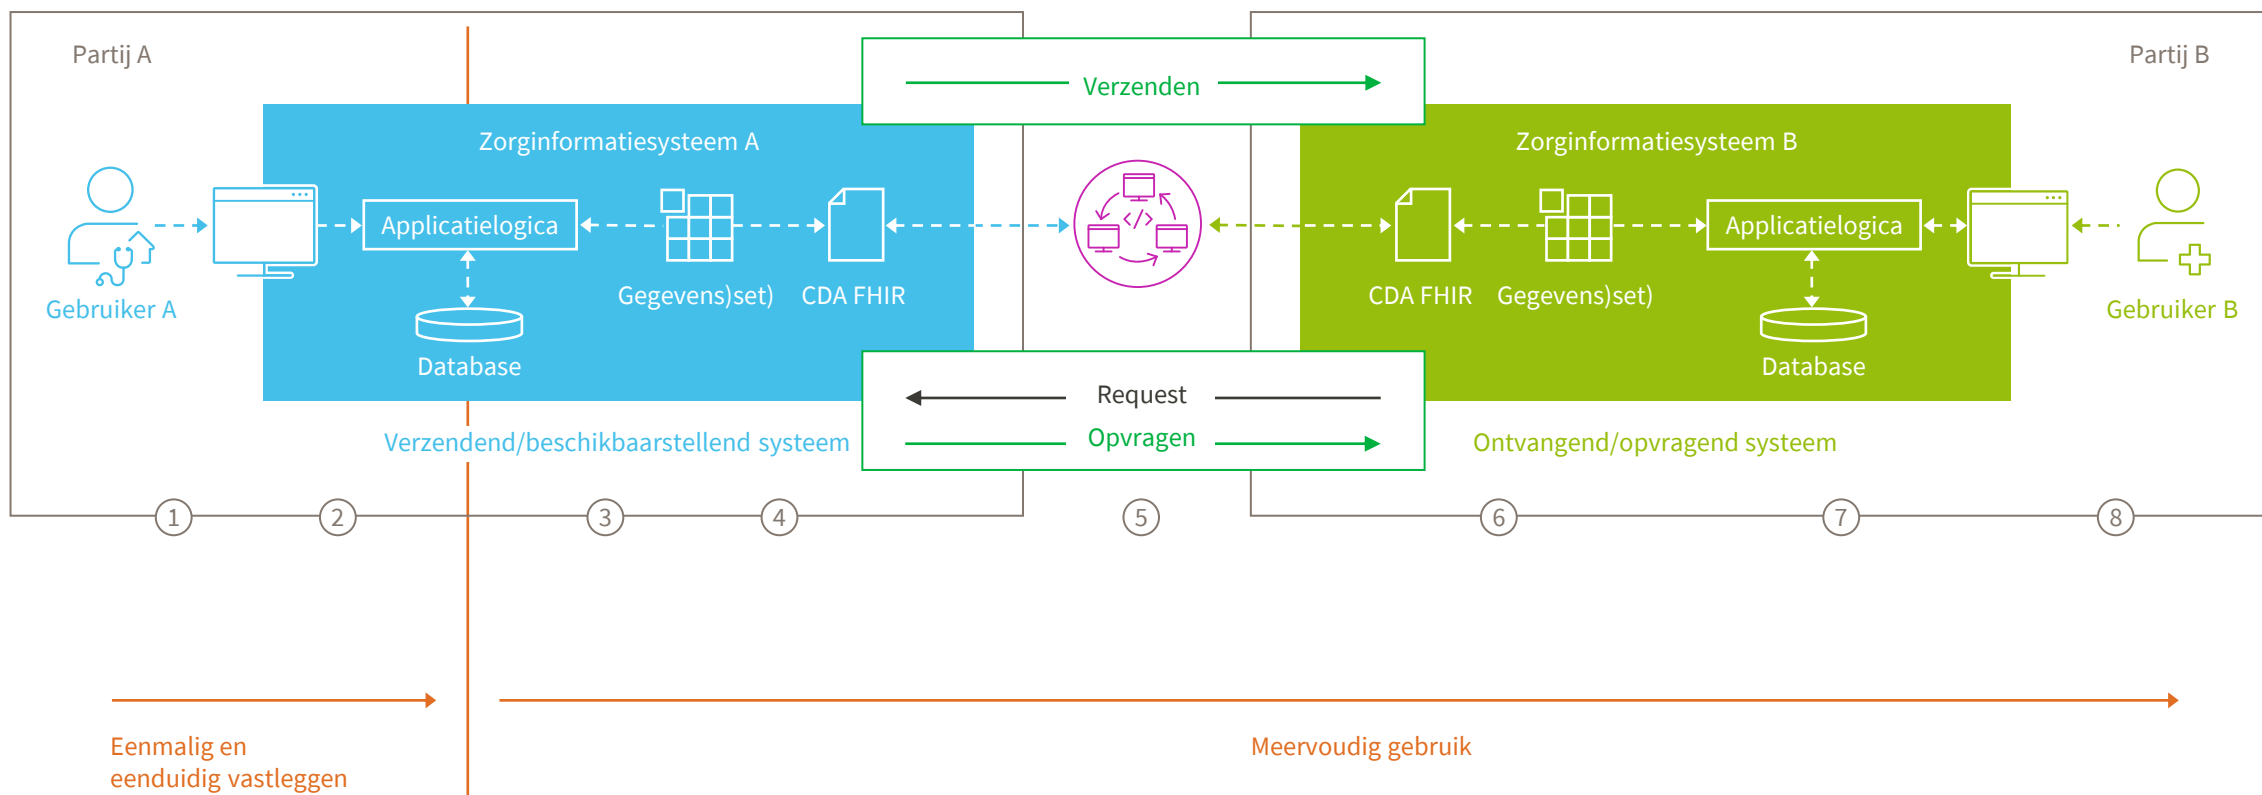 Partij A
Partij B
Verzenden
Zorginformatiesysteem A
Zorginformatiesysteem B
Applicatielogica
Applicatielogica
</>
Gegevens)set)
CDA FHIR
CDA FHIR
Gegevens)set)
Gebruiker A
Gebruiker B
Database
Database
Request
Opvragen
Verzendend/beschikbaarstellend systeem
Ontvangend/opvragend systeem
1
2
3
4
5
6
7
8
Eenmalig en
eenduidig vastleggen
Meervoudig gebruik